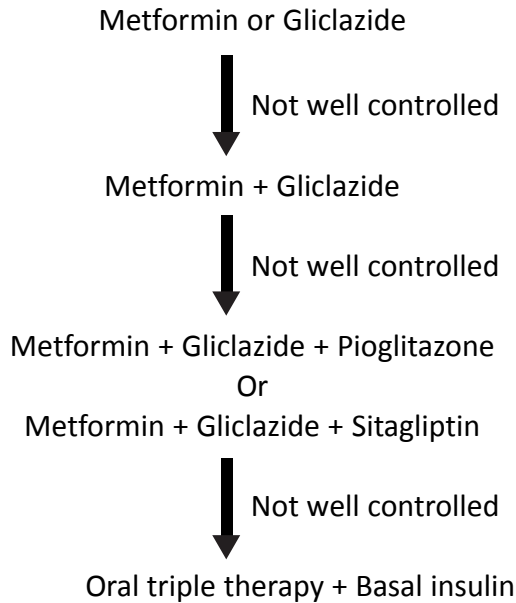 Metformin or Gliclazide
Not well controlled
Metformin + Gliclazide
Not well controlled
Metformin + Gliclazide + Pioglitazone
Or
Metformin + Gliclazide + Sitagliptin
Not well controlled
Oral triple therapy + Basal insulin